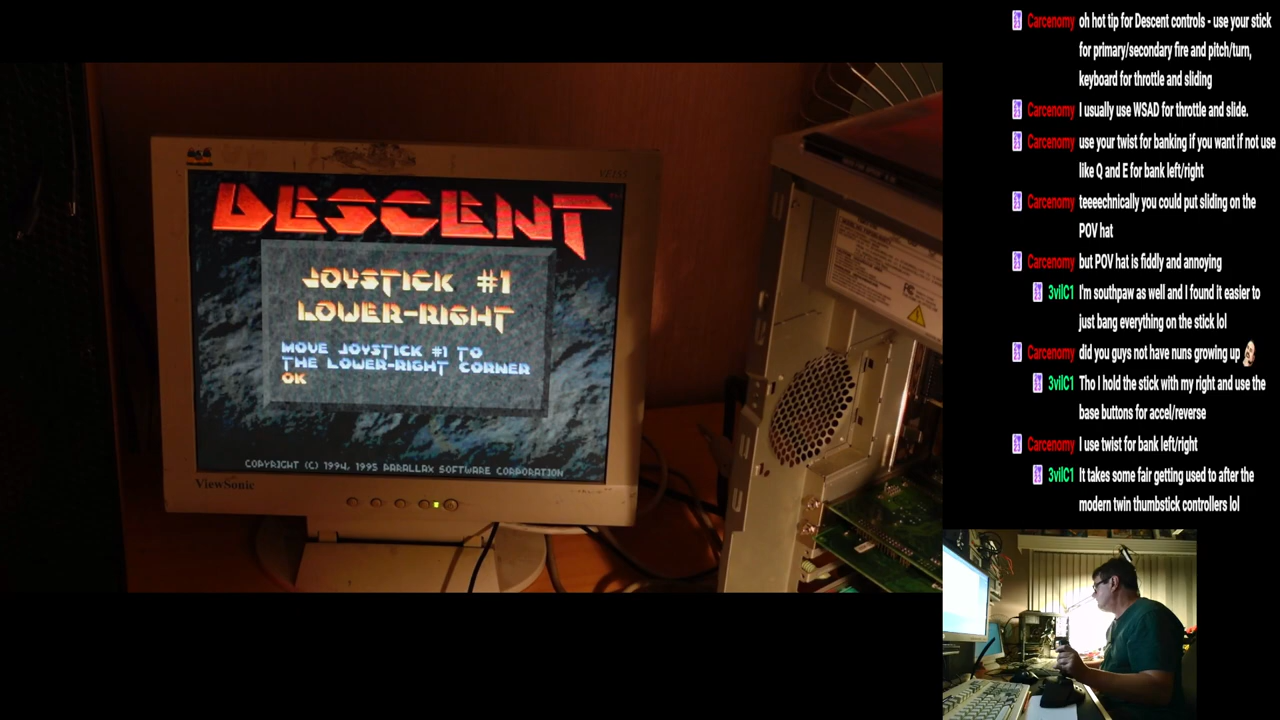 DESCENT
JOYSTICK #1
LOWER-RIGHT
MOVE JOYSTICK #1 TO
THE LOWER-RIGHT CORNER
OK
COPYRIGHT (C) 1994, 1995 PARALLAX SOFTWARE CORPORATION
ViewSonic
Carcenomy oh hot tip for Descent controls - use your stick
for primary/secondary fire and pitch/turn,
keyboard for throttle and sliding
Carcenomy I usually use WSAD for throttle and slide.
Carcenomy use your twist for banking if you want if not use
like Q and E for bank left/right
Carcenomy teeeechnically you could put sliding on the
POV hat
Carcenomy but POV hat is fiddly and annoying
3vilC1 I'm southpaw as well and I found it easier to
just bang everything on the stick lol
Carcenomy did you guys not have nuns growing up
3vilC1 Tho I hold the stick with my right and use the
base buttons for accel/reverse
Carcenomy I use twist for bank left/right
3vilC1 It takes some fair getting used to after the
modern twin thumbstick controllers lol